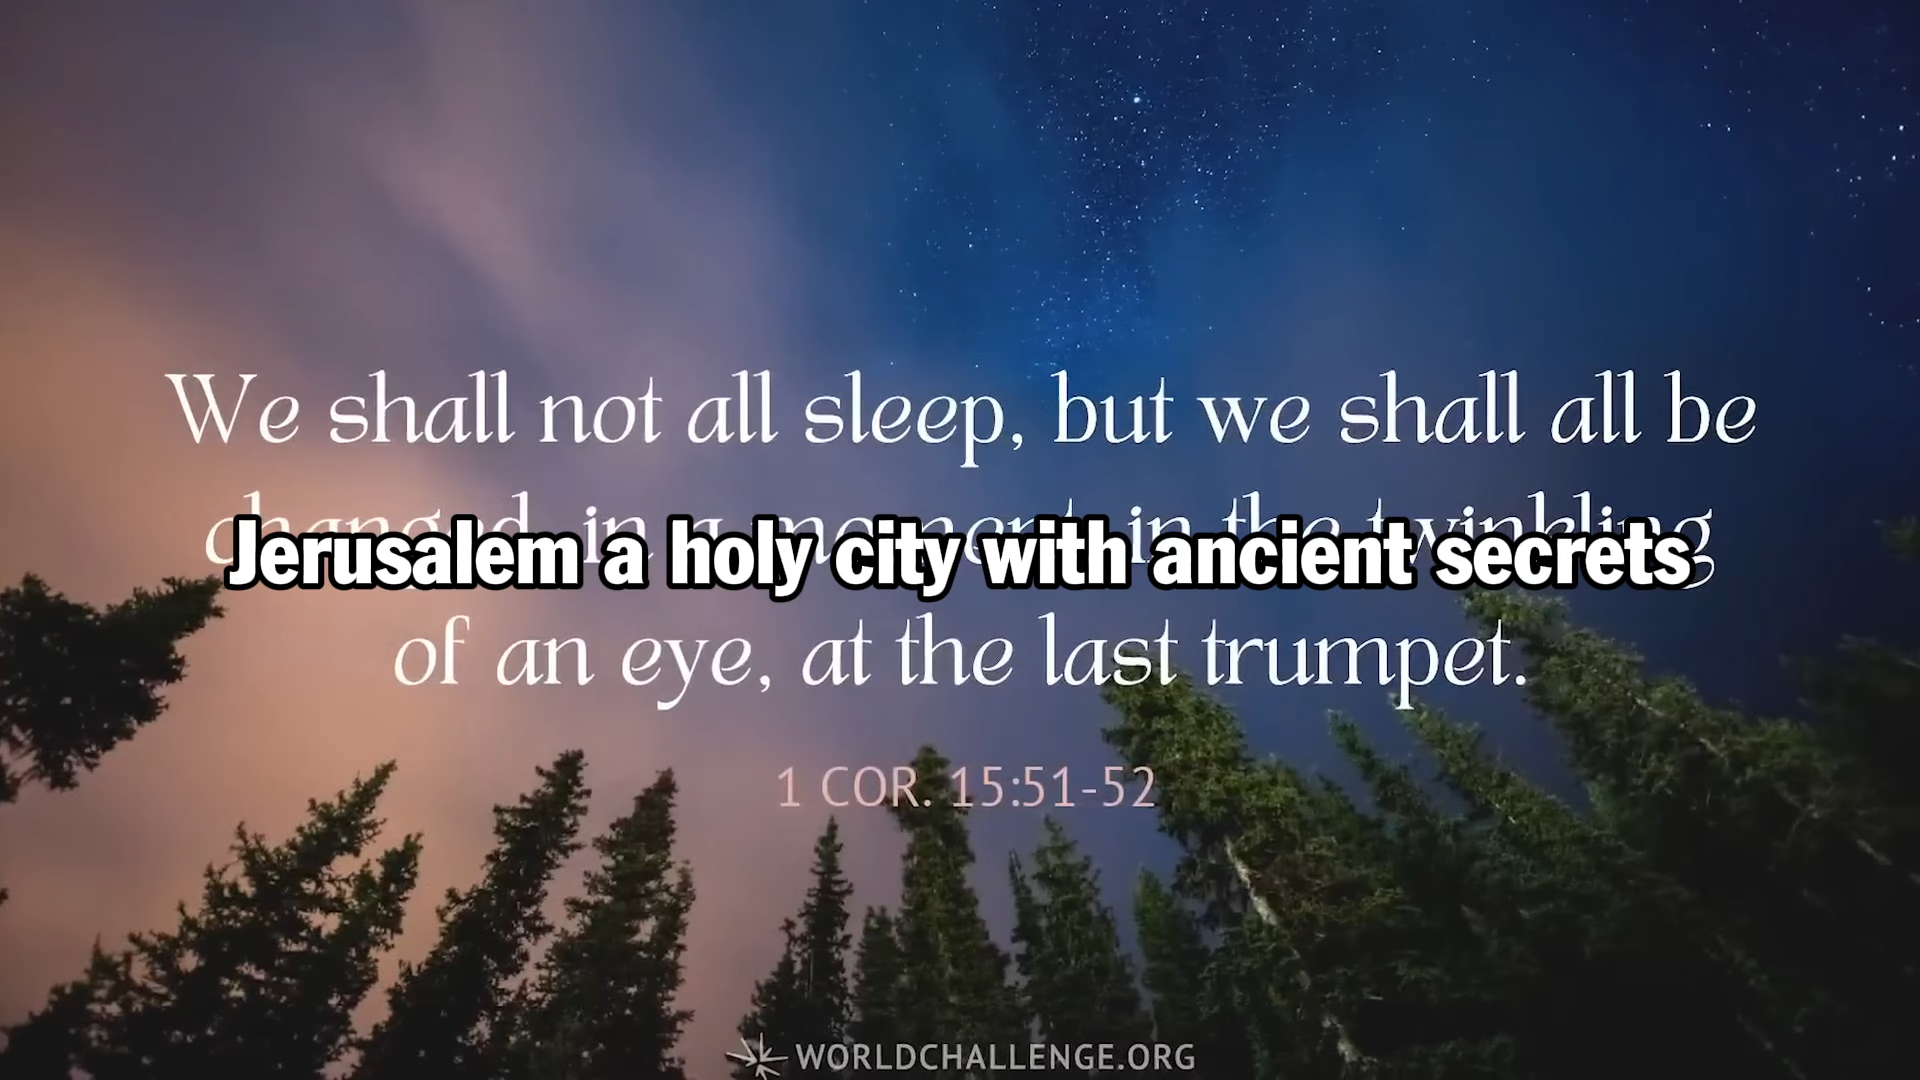 We shall not all sleep, but we shall all be
changed, in a moment, in the twinkling
Jerusalem a holy city with ancient secrets
of an eye, at the last trumpet.
1 COR. 15:51-52
WORLDCHALLENGE.ORG